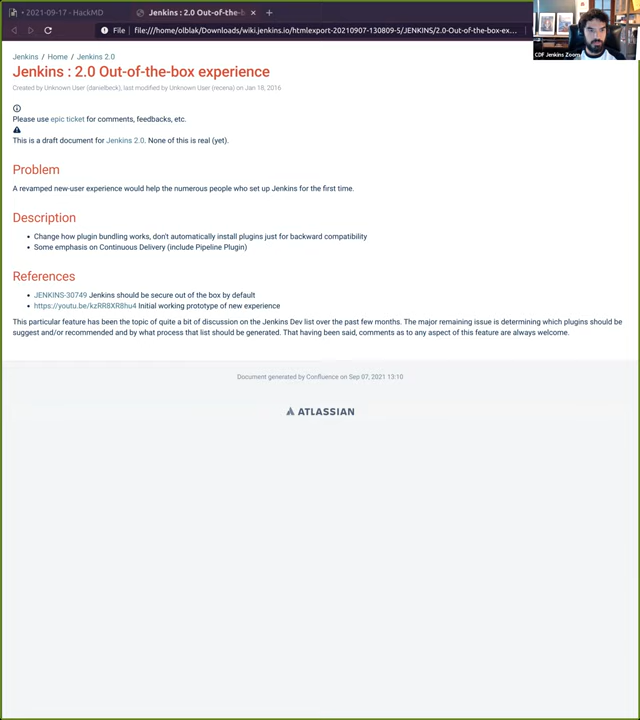 2021-09-17 - HackMD
Jenkins : 2.0 Out-of-the-b
File
file:///home/olblak/Downloads/wiki.jenkins.io/htmlexport-20210907-130809-5/JENKINS/2.0-Out-of-the-box-ex...
CDF Jenkins Zoom
Jenkins / Home / Jenkins 2.0
Jenkins : 2.0 Out-of-the-box experience
Created by Unknown User (danielbeck), last modified by Unknown User (recena) on Jan 18, 2016
Please use epic ticket for comments, feedbacks, etc.
This is a draft document for Jenkins 2.0. None of this is real (yet).
Problem
A revamped new-user experience would help the numerous people who set up Jenkins for the first time.
Description
• Change how plugin bundling works, don't automatically install plugins just for backward compatibility
• Some emphasis on Continuous Delivery (include Pipeline Plugin)
References
• JENKINS-30749 Jenkins should be secure out of the box by default
• https://youtu.be/kzRR8XR8hu4 Initial working prototype of new experience
This particular feature has been the topic of quite a bit of discussion on the Jenkins Dev list over the past few months. The major remaining issue is determining which plugins should be
suggest and/or recommended and by what process that list should be generated. That having been said, comments as to any aspect of this feature are always welcome.
Document generated by Confluence on Sep 07, 2021 13:10
ATLASSIAN